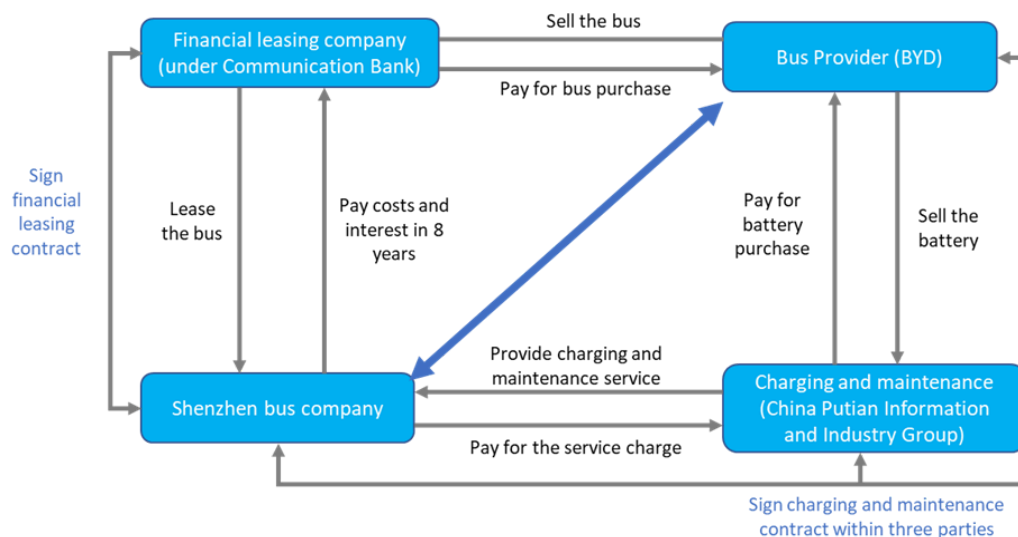 Sell the bus
Financial leasing company
(under Communication Bank)
Bus Provider (BYD)
Pay for bus purchase
Sign
financial
leasing
contract
Lease
the bus
Pay costs and
interest in 8
years
Pay for
battery
purchase
Sell the
battery
Provide charging and
maintenance service
Shenzhen bus company
Charging and maintenance
(China Putian Information
and Industry Group)
Pay for the service charge
Sign charging and maintenance
contract within three parties